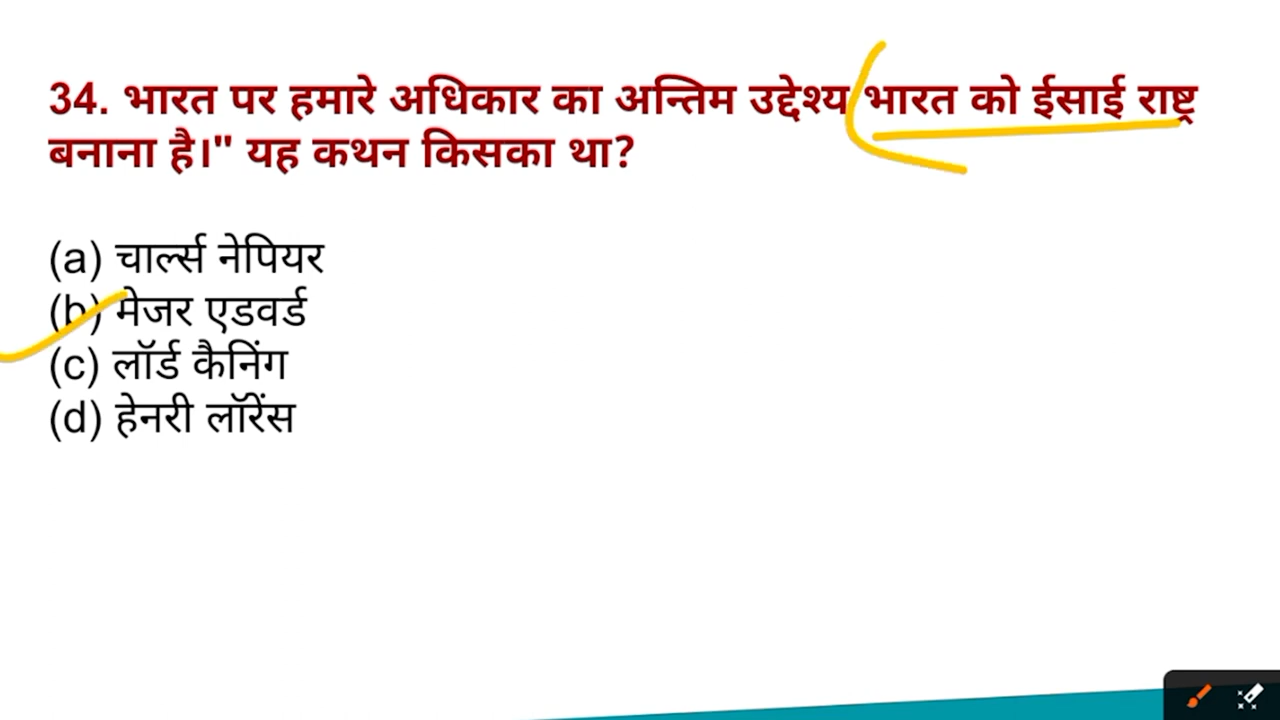 34. भारत पर हमारे अधिकार का अन्तिम उद्देश्य भारत को ईसाई राष्ट्र
बनाना है।" यह कथन किसका था?
(a) चार्ल्स नेपियर
(b) मेजर एडवर्ड
(c) लॉर्ड कैनिंग
(d) हेनरी लॉरेंस